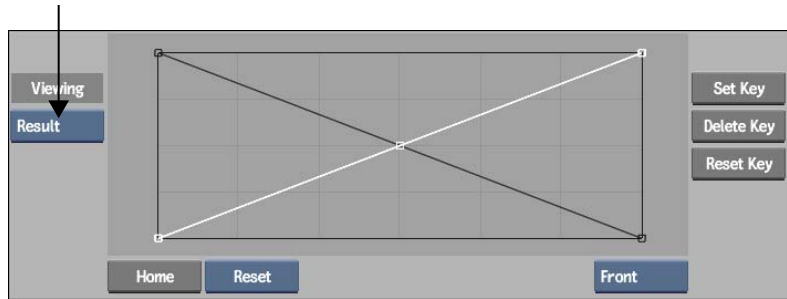 Viewing
Result
Set Key
Delete Key
Reset Key
Home
Reset
Front